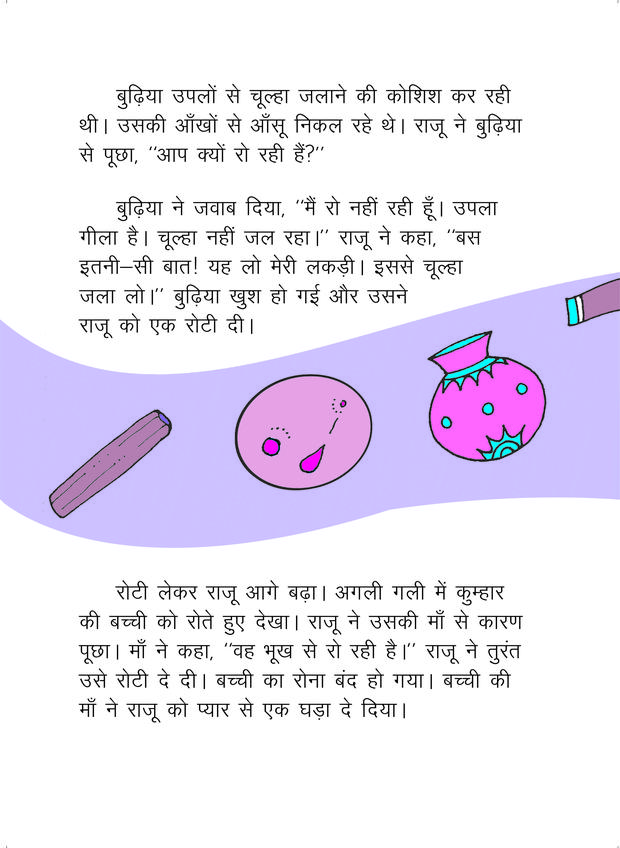 बुढ़िया उपलों से चूल्हा जलाने की कोशिश कर रही
थी। उसकी आँखों से आँसू निकल रहे थे। राजू ने बुढ़िया
से पूछा, ‘‘आप क्यों रो रही हैं?’’
बुढ़िया ने जवाब दिया, ‘‘मैं रो नहीं रही हूँ। उपला
गीला है। चूल्हा नहीं जल रहा।’’ राजू ने कहा, ‘‘बस
इतनी–सी बात! यह लो मेरी लकड़ी। इससे चूल्हा
जला लो।’’ बुढ़िया खुश हो गई और उसने
राजू को एक रोटी दी।
रोटी लेकर राजू आगे बढ़ा। अगली गली में कुम्हार
की बच्ची को रोते हुए देखा। राजू ने उसकी माँ से कारण
पूछा। माँ ने कहा, ‘‘वह भूख से रो रही है।’’ राजू ने तुरंत
उसे रोटी दे दी। बच्ची का रोना बंद हो गया। बच्ची की
माँ ने राजू को प्यार से एक घड़ा दे दिया।